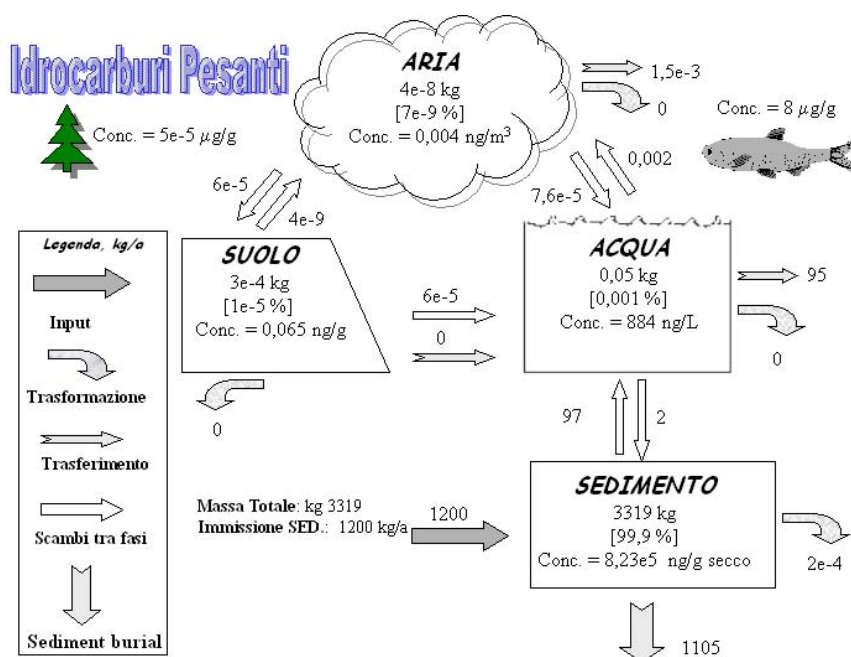 Idrocarburi Pesanti
ARIA
4e-8 kg
[7e-9 %]
Conc. = 0,004 ng/m³
1,5e-3
0
Conc. = 8 µg/g
Conc. = 5e-5 µg/g
6e-5
4e-9
7,6e-5
0,002
Legenda, kg/a
Input
Trasformazione
Trasferimento
Scambi tra fasi
Sediment burial
SUOLO
3e-4 kg
[1e-5 %]
Conc. = 0,065 ng/g
0
6e-5
0
ACQUA
0,05 kg
[0,001 %]
Conc. = 884 ng/L
95
0
97
2
Massa Totale: kg 3319
Immissione SED.: 1200 kg/a
1200
SEDIMENTO
3319 kg
[99,9 %]
Conc. = 8,23e5 ng/g secco
2e-4
1105